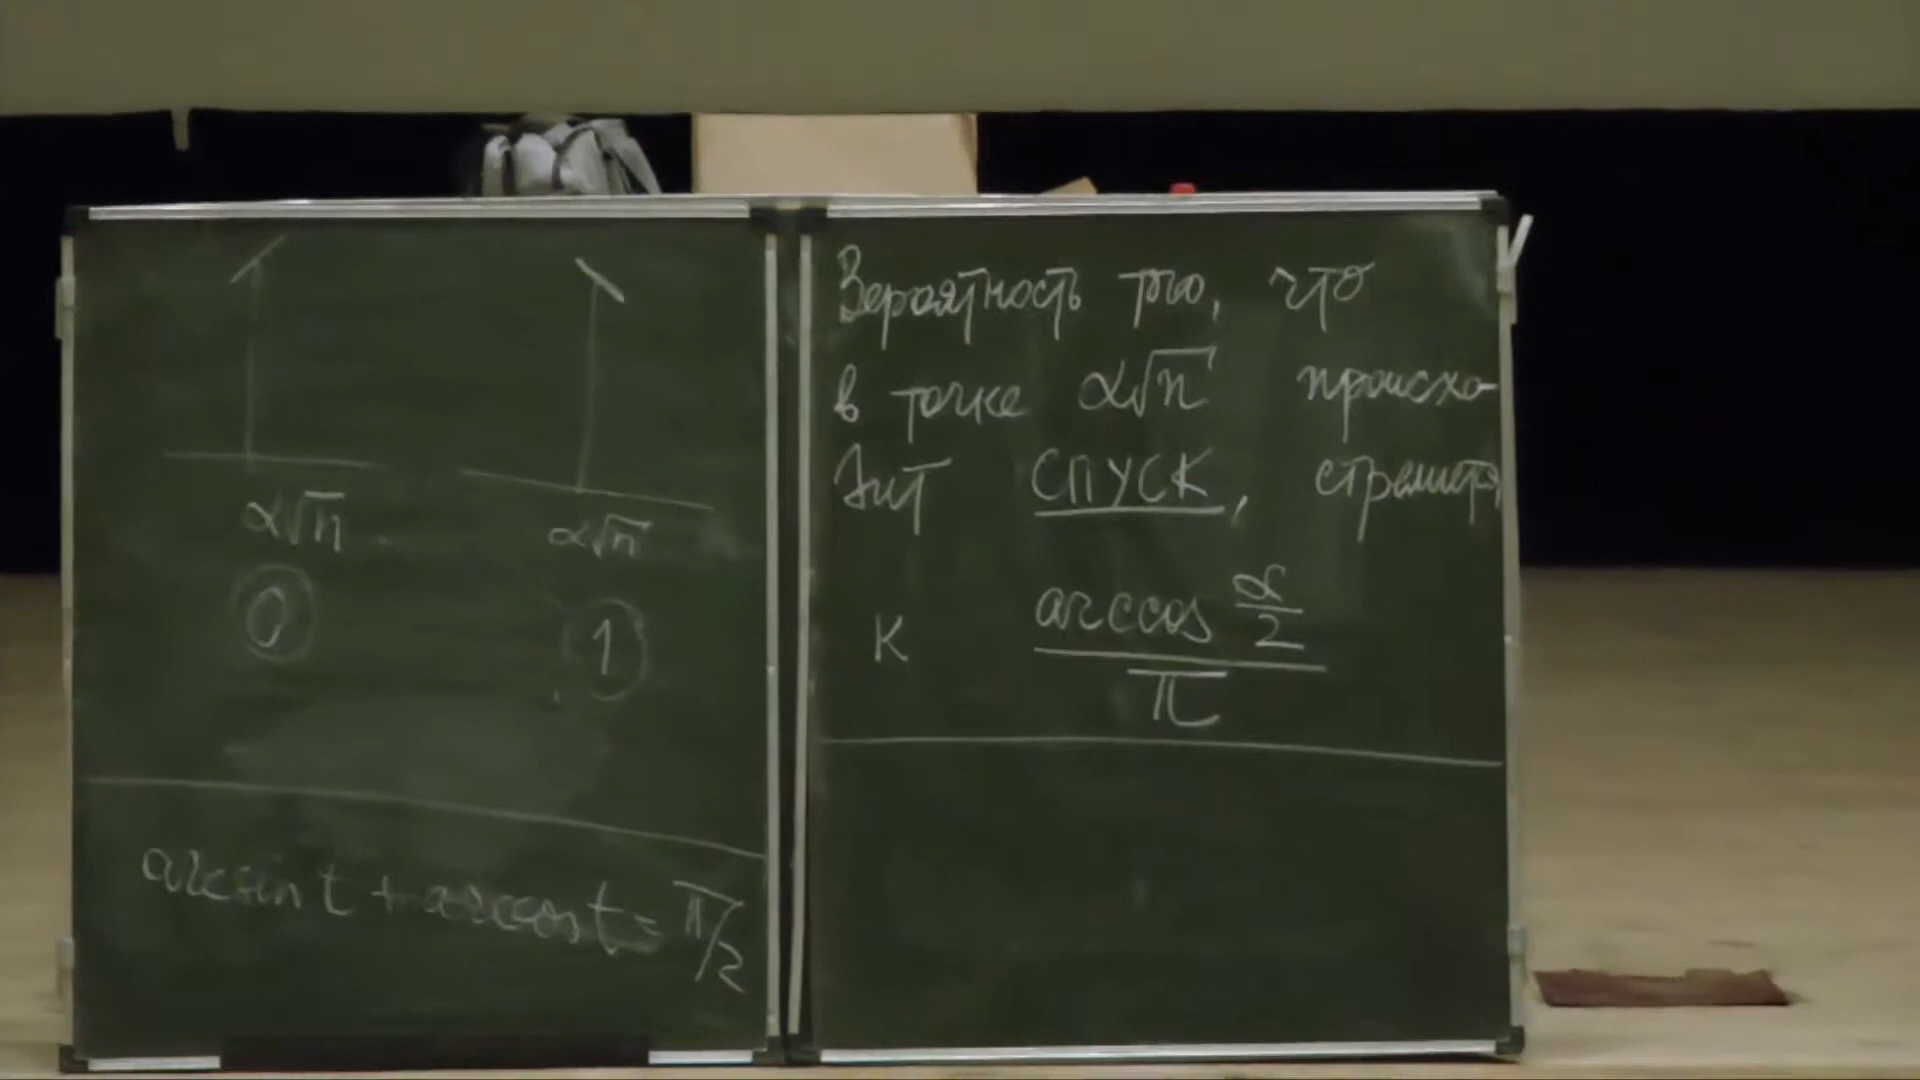 α√n
α√n
0
1
arcsin t + arccos t = π/2
Вероятность того, что
в точке α√n происхо-
дит СПУСК, стремится
к arccos α/2
π